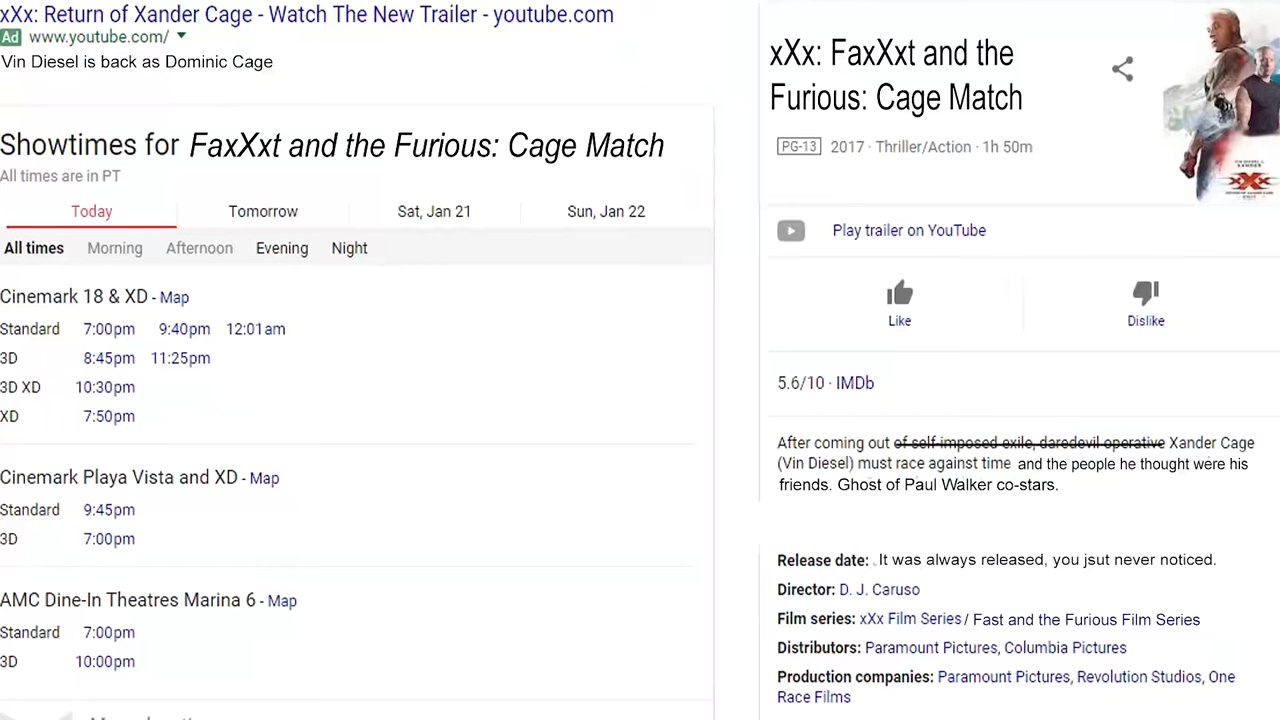 xXx: Return of Xander Cage - Watch The New Trailer - youtube.com
Ad www.youtube.com/
Vin Diesel is back as Dominic Cage
Showtimes for FaxXxt and the Furious: Cage Match
All times are in PT
Today Tomorrow Sat, Jan 21 Sun, Jan 22
All times Morning Afternoon Evening Night
Cinemark 18 & XD - Map
Standard 7:00pm 9:40pm 12:01am
3D 8:45pm 11:25pm
3D XD 10:30pm
XD 7:50pm
Cinemark Playa Vista and XD - Map
Standard 9:45pm
3D 7:00pm
AMC Dine-In Theatres Marina 6 - Map
Standard 7:00pm
3D 10:00pm
xXx: FaxXxt and the
Furious: Cage Match
PG-13 2017 · Thriller/Action · 1h 50m
xXx
Play trailer on YouTube
Like Dislike
5.6/10 · IMDb
After coming out of self-imposed exile, daredevil operative Xander Cage
(Vin Diesel) must race against time and the people he thought were his
friends. Ghost of Paul Walker co-stars.
Release date: It was always released, you jsut never noticed.
Director: D. J. Caruso
Film series: xXx Film Series / Fast and the Furious Film Series
Distributors: Paramount Pictures, Columbia Pictures
Production companies: Paramount Pictures, Revolution Studios, One
Race Films